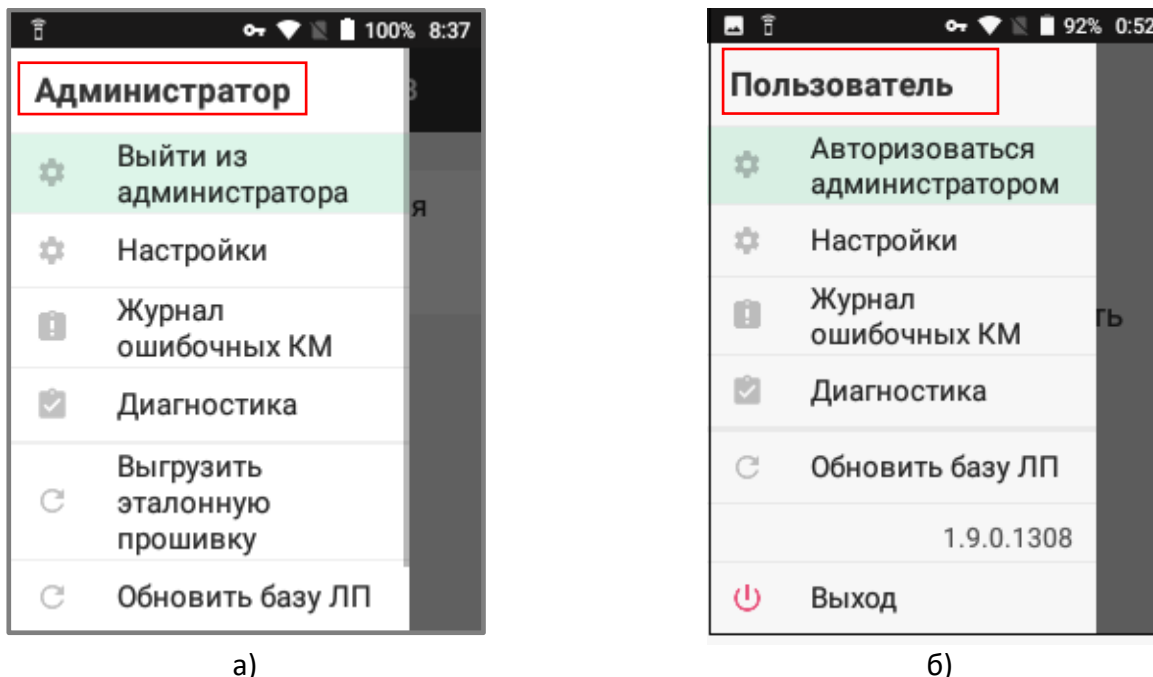 100% 8:37
Администратор
В
Выйти из
администратора
я
Настройки
Журнал
ошибочных КМ
Диагностика
Выгрузить
эталонную
прошивку
Обновить базу ЛП
а)
92% 0:52
Пользователь
Авторизоваться
администратором
Настройки
Журнал
ошибочных КМ
ть
Диагностика
Обновить базу ЛП
1.9.0.1308
Выход
б)